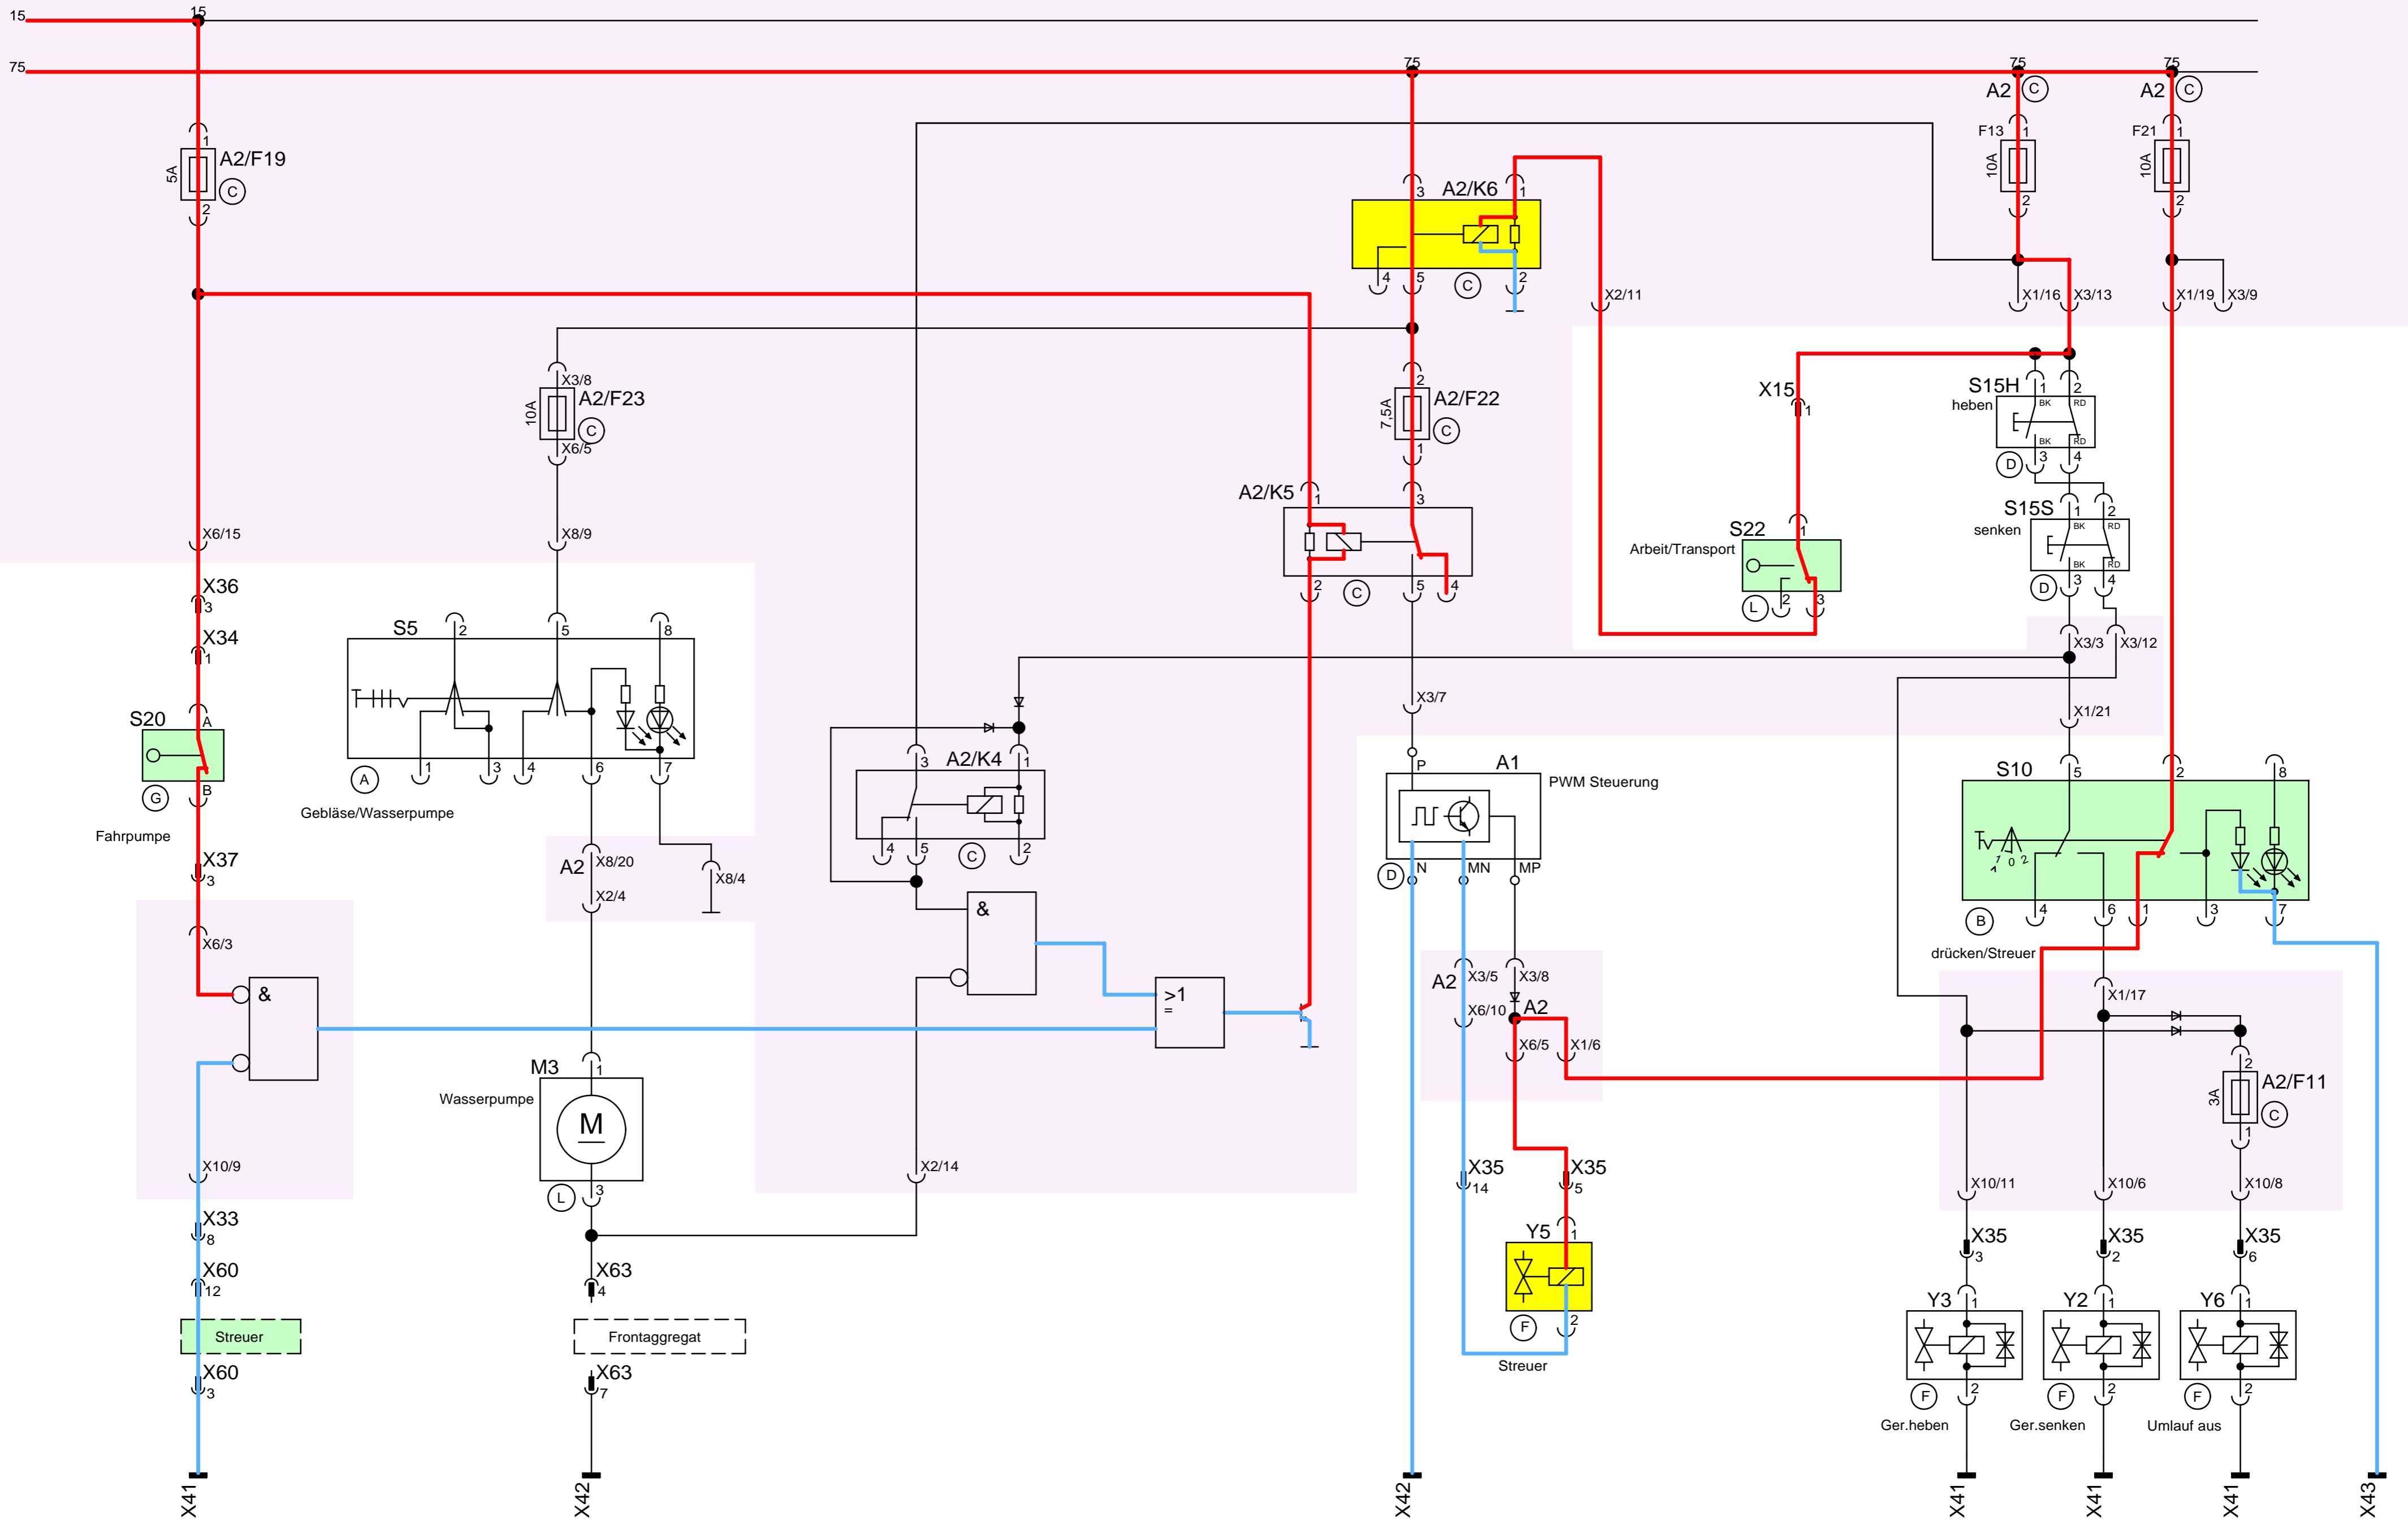 15
15
75
75
75
75
A2 C
A2 C
1
5A
A2/F19
C
2
F13 1
10A
2
F21 1
10A
2
A2/K6
3
1
4
5
C
2
X2/11
X1/16
X3/13
X1/19
X3/9
X3/8
10A
A2/F23
C
X6/5
2
7,5A
A2/F22
C
1
X15
1
S15H
heben
1
2
BK
RD
BK
RD
D
3
4
A2/K5
1
3
2
C
5
4
S22
Arbeit/Transport
1
L
2
3
S15S
senken
1
2
BK
RD
BK
RD
D
3
4
X6/15
X8/9
X36
3
X34
1
S5
2
5
8
X3/3
X3/12
X3/7
X1/21
S20
A
G
B
Fahrpumpe
A
1
3
4
6
7
Gebläse/Wasserpumpe
3
A2/K4
1
4
5
C
2
P
A1
PWM Steuerung
D
N
MN
MP
S10
5
2
8
1
1
0
2
B
4
6
1
3
7
drücken/Streuer
X37
3
A2
X8/20
X2/4
X8/4
X6/3
&
&
>1
=
A2
X3/5
X3/8
X6/10
A2
X6/5
X1/6
X1/17
2
3A
A2/F11
C
1
M3
1
Wasserpumpe
M
L
3
X10/9
X2/14
X35
14
X35
5
X10/11
X10/6
X10/8
X33
8
X60
12
X63
4
Y5
1
F
2
Streuer
X35
3
X35
2
X35
6
Streuer
Frontaggregat
X60
3
X63
7
Y3
1
F
2
Ger.heben
Y2
1
F
2
Ger.senken
Y6
1
F
2
Umlauf aus
X41
X42
X42
X41
X41
X41
X43